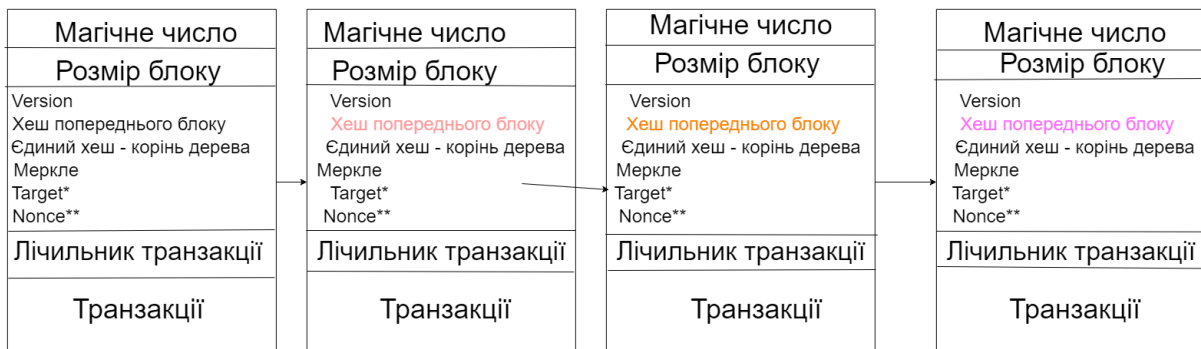 Магічне число
Розмір блоку
Version
Хеш попереднього блоку
Єдиний хеш - корінь дерева
Меркле
Target*
Nonce**
Лічильник транзакції
Транзакції
Магічне число
Розмір блоку
Version
Хеш попереднього блоку
Єдиний хеш - корінь дерева
Меркле
Target*
Nonce**
Лічильник транзакції
Транзакції
Магічне число
Розмір блоку
Version
Хеш попереднього блоку
Єдиний хеш - корінь дерева
Меркле
Target*
Nonce**
Лічильник транзакції
Транзакції
Магічне число
Розмір блоку
Version
Хеш попереднього блоку
Єдиний хеш - корінь дерева
Меркле
Target*
Nonce**
Лічильник транзакції
Транзакції